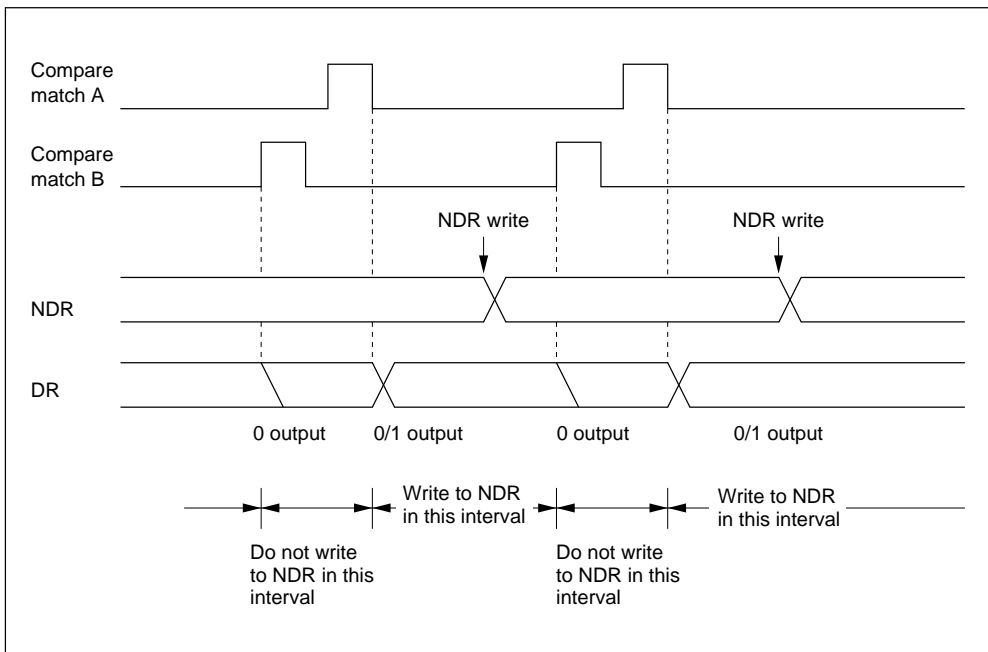 Compare
match A
Compare
match B
NDR write
NDR write
NDR
DR
0 output
0/1 output
0 output
0/1 output
Write to NDR
in this interval
Write to NDR
in this interval
Do not write
to NDR in this
interval
Do not write
to NDR in this
interval